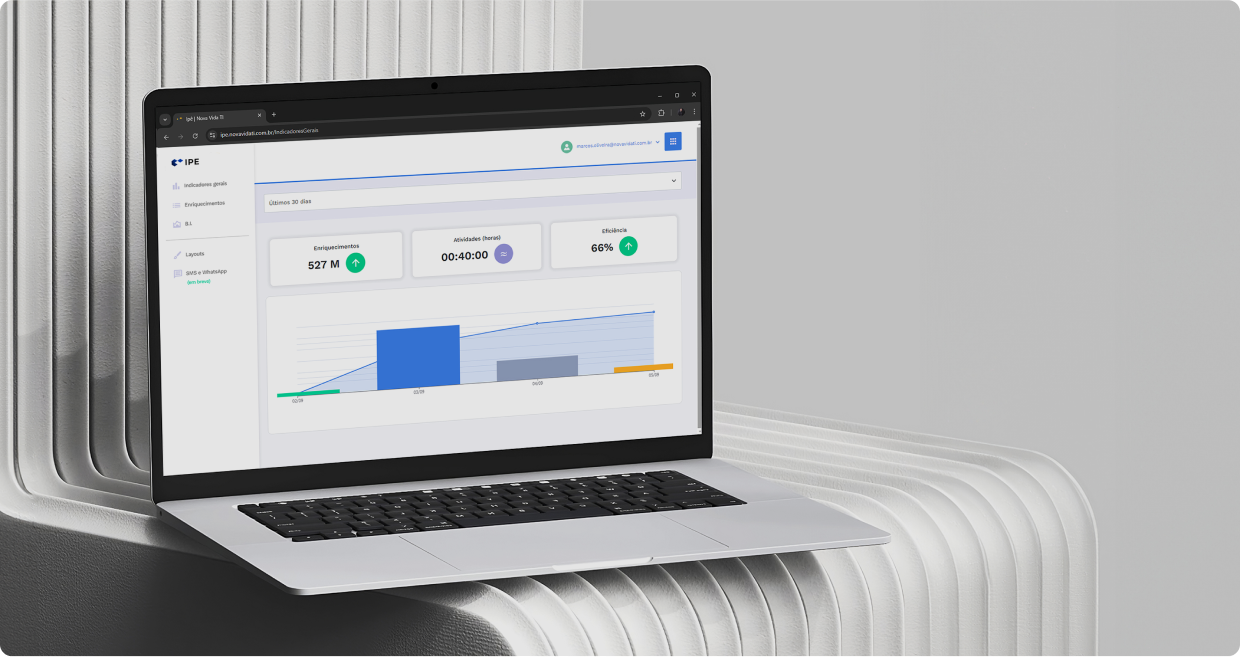 Ipê | Nova Vida TI
ipe.novavidati.com.br/IndicadoresGerais
IPE
marcos.oliveira@novavidati.com.br
Indicadores gerais
Enriquecimentos
B.I.
Layouts
SMS e WhatsApp
(em breve)
Últimos 30 dias
Enriquecimentos
527 M
Atividades (horas)
00:40:00
Eficiência
66%
02/09
03/09
04/09
05/09